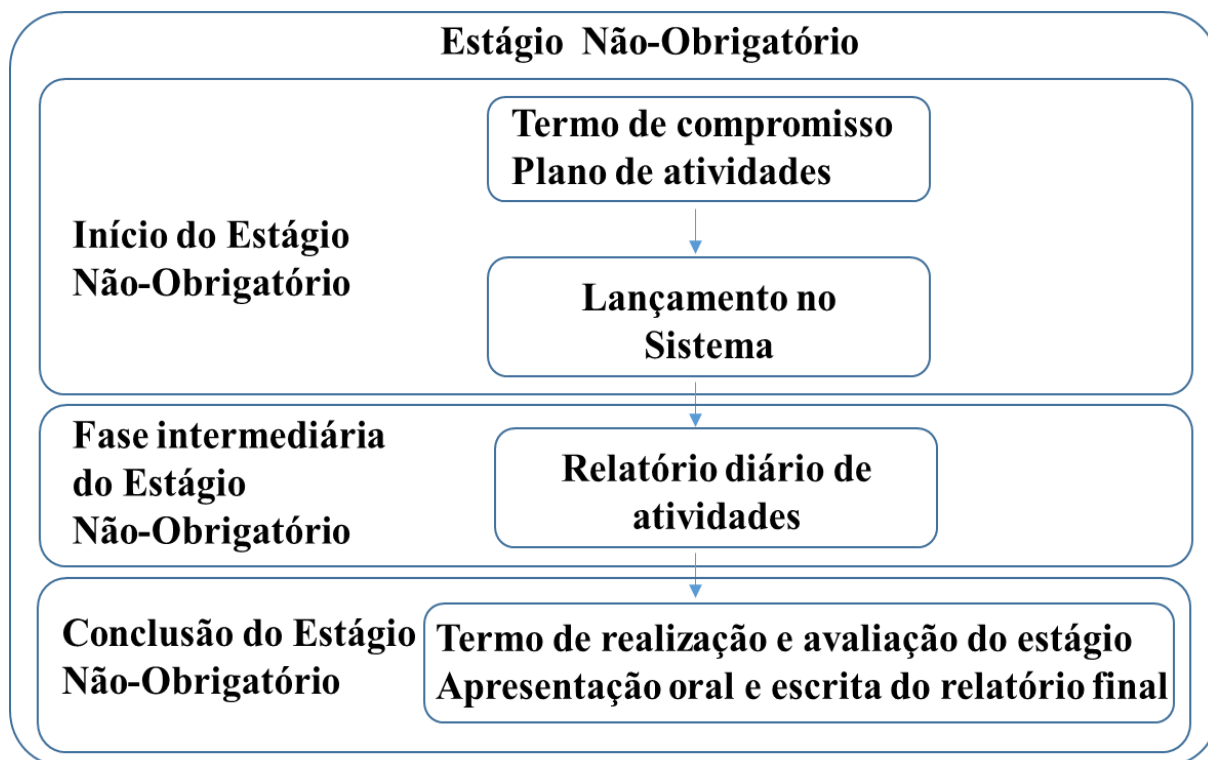 Estágio  Não-Obrigatório
Termo de compromisso
Plano de atividades
Início do Estágio
Não-Obrigatório
Lançamento no
Sistema
Fase intermediária
do Estágio
Não-Obrigatório
Relatório diário de
atividades
Conclusão do Estágio
Não-Obrigatório
Termo de realização e avaliação do estágio
Apresentação oral e escrita do relatório final